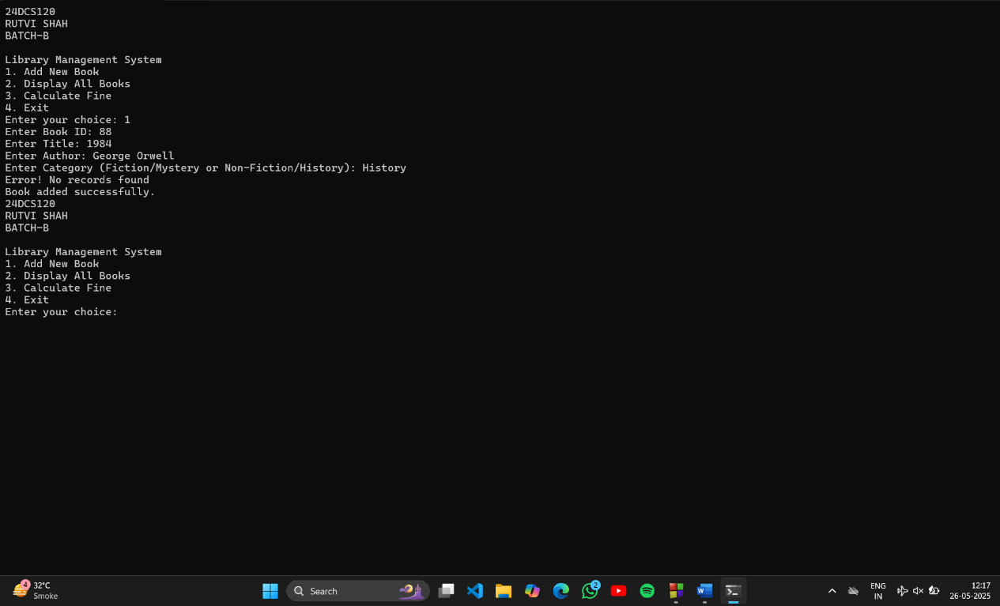 24DCS120
RUTVI SHAH
BATCH-B
Library Management System
1. Add New Book
2. Display All Books
3. Calculate Fine
4. Exit
Enter your choice: 1
Enter Book ID: 88
Enter Title: 1984
Enter Author: George Orwell
Enter Category (Fiction/Mystery or Non-Fiction/History): History
Error! No records found
Book added successfully.
24DCS120
RUTVI SHAH
BATCH-B
Library Management System
1. Add New Book
2. Display All Books
3. Calculate Fine
4. Exit
Enter your choice:
4
32°C
Smoke
Search
2
W
ENG
IN
12:17
26-05-2025